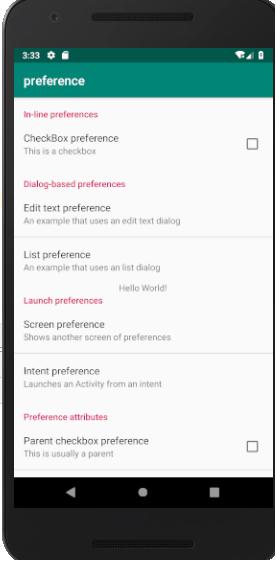 3:33
preference
In-line preferences
CheckBox preference
This is a checkbox
Dialog-based preferences
Edit text preference
An example that uses an edit text dialog
List preference
An example that uses an list dialog
Hello World!
Launch preferences
Screen preference
Shows another screen of preferences
Intent preference
Launches an Activity from an intent
Preference attributes
Parent checkbox preference
This is usually a parent